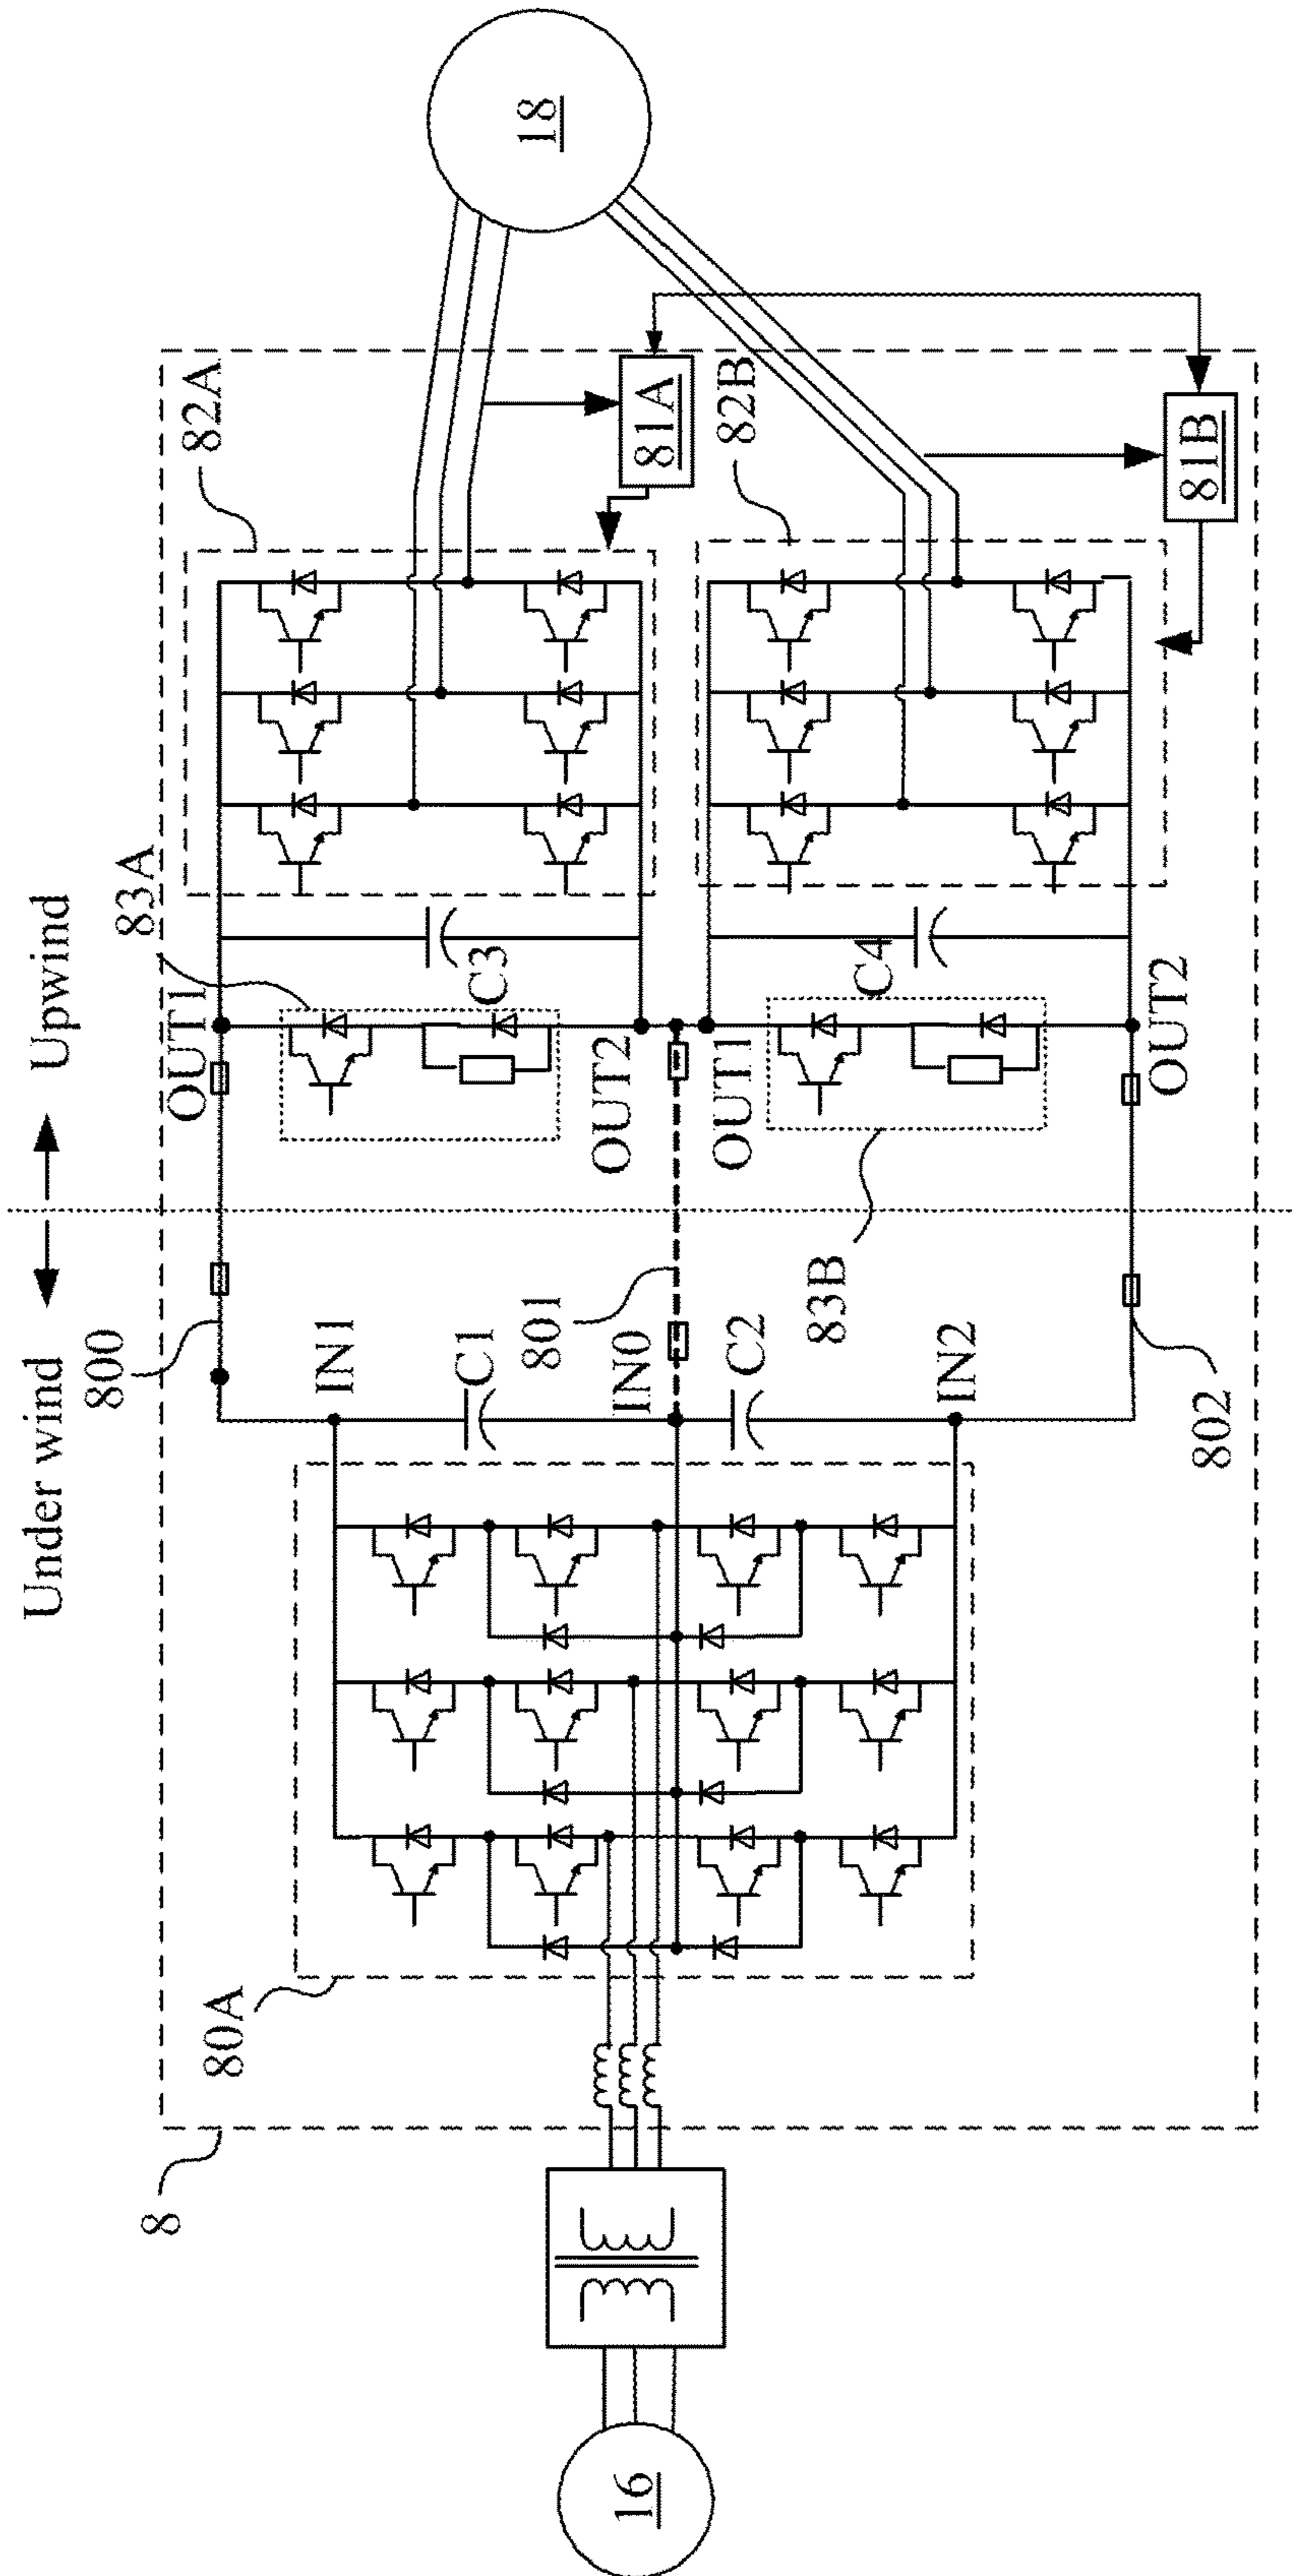 Under wind
Upwind
800
OUT1
83A
82A
8
80A
IN1
C1
C3
18
81A
IN0
801
OUT2
OUT1
82B
16
C2
83B
C4
81B
IN2
802
OUT2